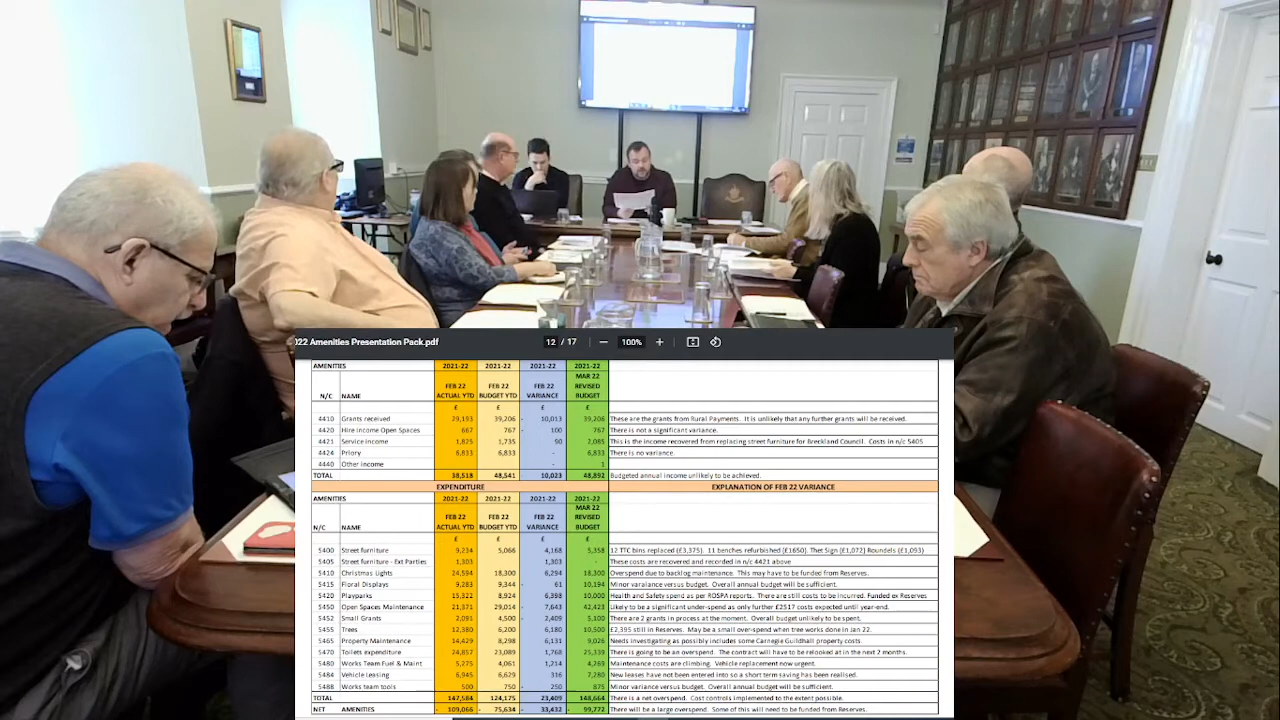 022 Amenities Presentation Pack.pdf 12 / 17 — 100% +
AMENITIES 2021-22 2021-22 2021-22 2021-22
N/C NAME FEB 22 ACTUAL YTD FEB 22 BUDGET YTD FEB 22 VARIANCE MAR 22 REVISED BUDGET
£ £ £ £
4410 Grants received 29,193 39,206 - 10,013 39,206 These are the grants from Rural Payments. It is unlikely that any further grants will be received.
4420 Hire Income Open Spaces 667 767 - 100 767 There is not a significant variance.
4421 Service Income 1,825 1,735 90 2,085 This is the income recovered from replacing street furniture for Breckland Council. Costs in n/c 5405
4424 Priory 6,833 6,833 - 6,833 There is no variance.
4440 Other income - 1
TOTAL 38,518 48,541 10,023 48,892 Budgeted annual income unlikely to be achieved.
EXPENDITURE EXPLANATION OF FEB 22 VARIANCE
AMENITIES 2021-22 2021-22 2021-22 2021-22
N/C NAME FEB 22 ACTUAL YTD FEB 22 BUDGET YTD FEB 22 VARIANCE MAR 22 REVISED BUDGET
£ £ £ £
5400 Street furniture 9,234 5,066 4,168 5,358 12 TTC bins replaced (£3,375). 11 benches refurbished (£1650). Thet Sign (£1,072) Roundels (£1,093)
5405 Street furniture - Ext Parties 1,303 1,303 - These costs are recovered and recorded in n/c 4421 above
5410 Christmas Lights 24,594 18,300 6,294 18,300 Overspend due to backlog maintenance. This may have to be funded from Reserves.
5415 Floral Displays 9,283 9,344 - 61 10,194 Minor varaiance versus budget. Overall annual budget will be sufficient.
5420 Playparks 15,322 8,924 6,398 10,000 Health and Safety spend as per ROSPA reports. There are still costs to be incurred. Funded ex Reserves
5450 Open Spaces Maintenance 21,371 29,014 - 7,643 42,421 Likely to be a significant under-spend as only further £2517 costs expected until year-end.
5452 Small Grants 2,091 4,500 - 2,409 5,100 There are 2 grants in process at the moment. Overall budget unlikely to be spent.
5455 Trees 12,380 6,200 6,180 10,500 £2,395 still in Reserves. May be a small over-spend when tree works done in Jan 22.
5465 Property Maintenance 14,429 8,298 6,131 9,026 Needs investigating as possibly includes some Carnegie Guildhall property costs.
5470 Toilets expenditure 24,857 23,089 1,768 25,339 There is going to be an overspend. The contract will have to be relooked at in the next 2 months.
5480 Works Team Fuel & Maint 5,275 4,061 1,214 4,269 Maintenance costs are climbing. Vehicle replacement now urgent.
5484 Vehicle Leasing 6,945 6,629 316 7,280 New leases have not been entered into so a short term saving has been realised.
5488 Works team tools 500 750 - 250 875 Minor variance versus budget. Overall annual budget will be sufficient.
TOTAL 147,584 124,175 23,409 148,664 There is a net overspend. Cost controls implemented to the extent possible.
NET AMENITIES - 109,066 - 75,634 - 33,432 - 99,772 There will be a large overspend. Some of this will need to be funded from Reserves.